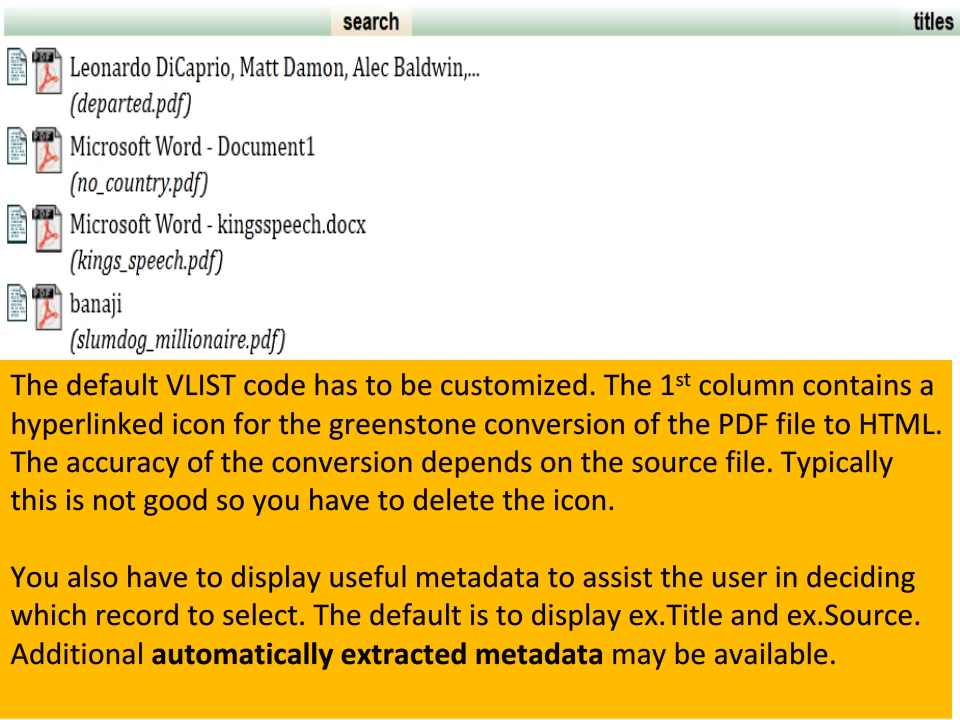 search titles
PDF Leonardo DiCaprio, Matt Damon, Alec Baldwin,...
(departed.pdf)
PDF Microsoft Word - Document1
(no_country.pdf)
PDF Microsoft Word - kingsspeech.docx
(kings_speech.pdf)
PDF banaji
(slumdog_millionaire.pdf)
The default VLIST code has to be customized. The 1st column contains a
hyperlinked icon for the greenstone conversion of the PDF file to HTML.
The accuracy of the conversion depends on the source file. Typically
this is not good so you have to delete the icon.
You also have to display useful metadata to assist the user in deciding
which record to select. The default is to display ex.Title and ex.Source.
Additional automatically extracted metadata may be available.